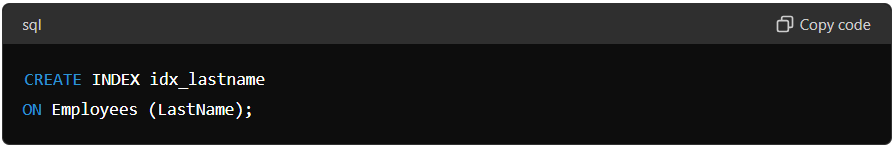 sql Copy code
CREATE INDEX idx_lastname
ON Employees (LastName);